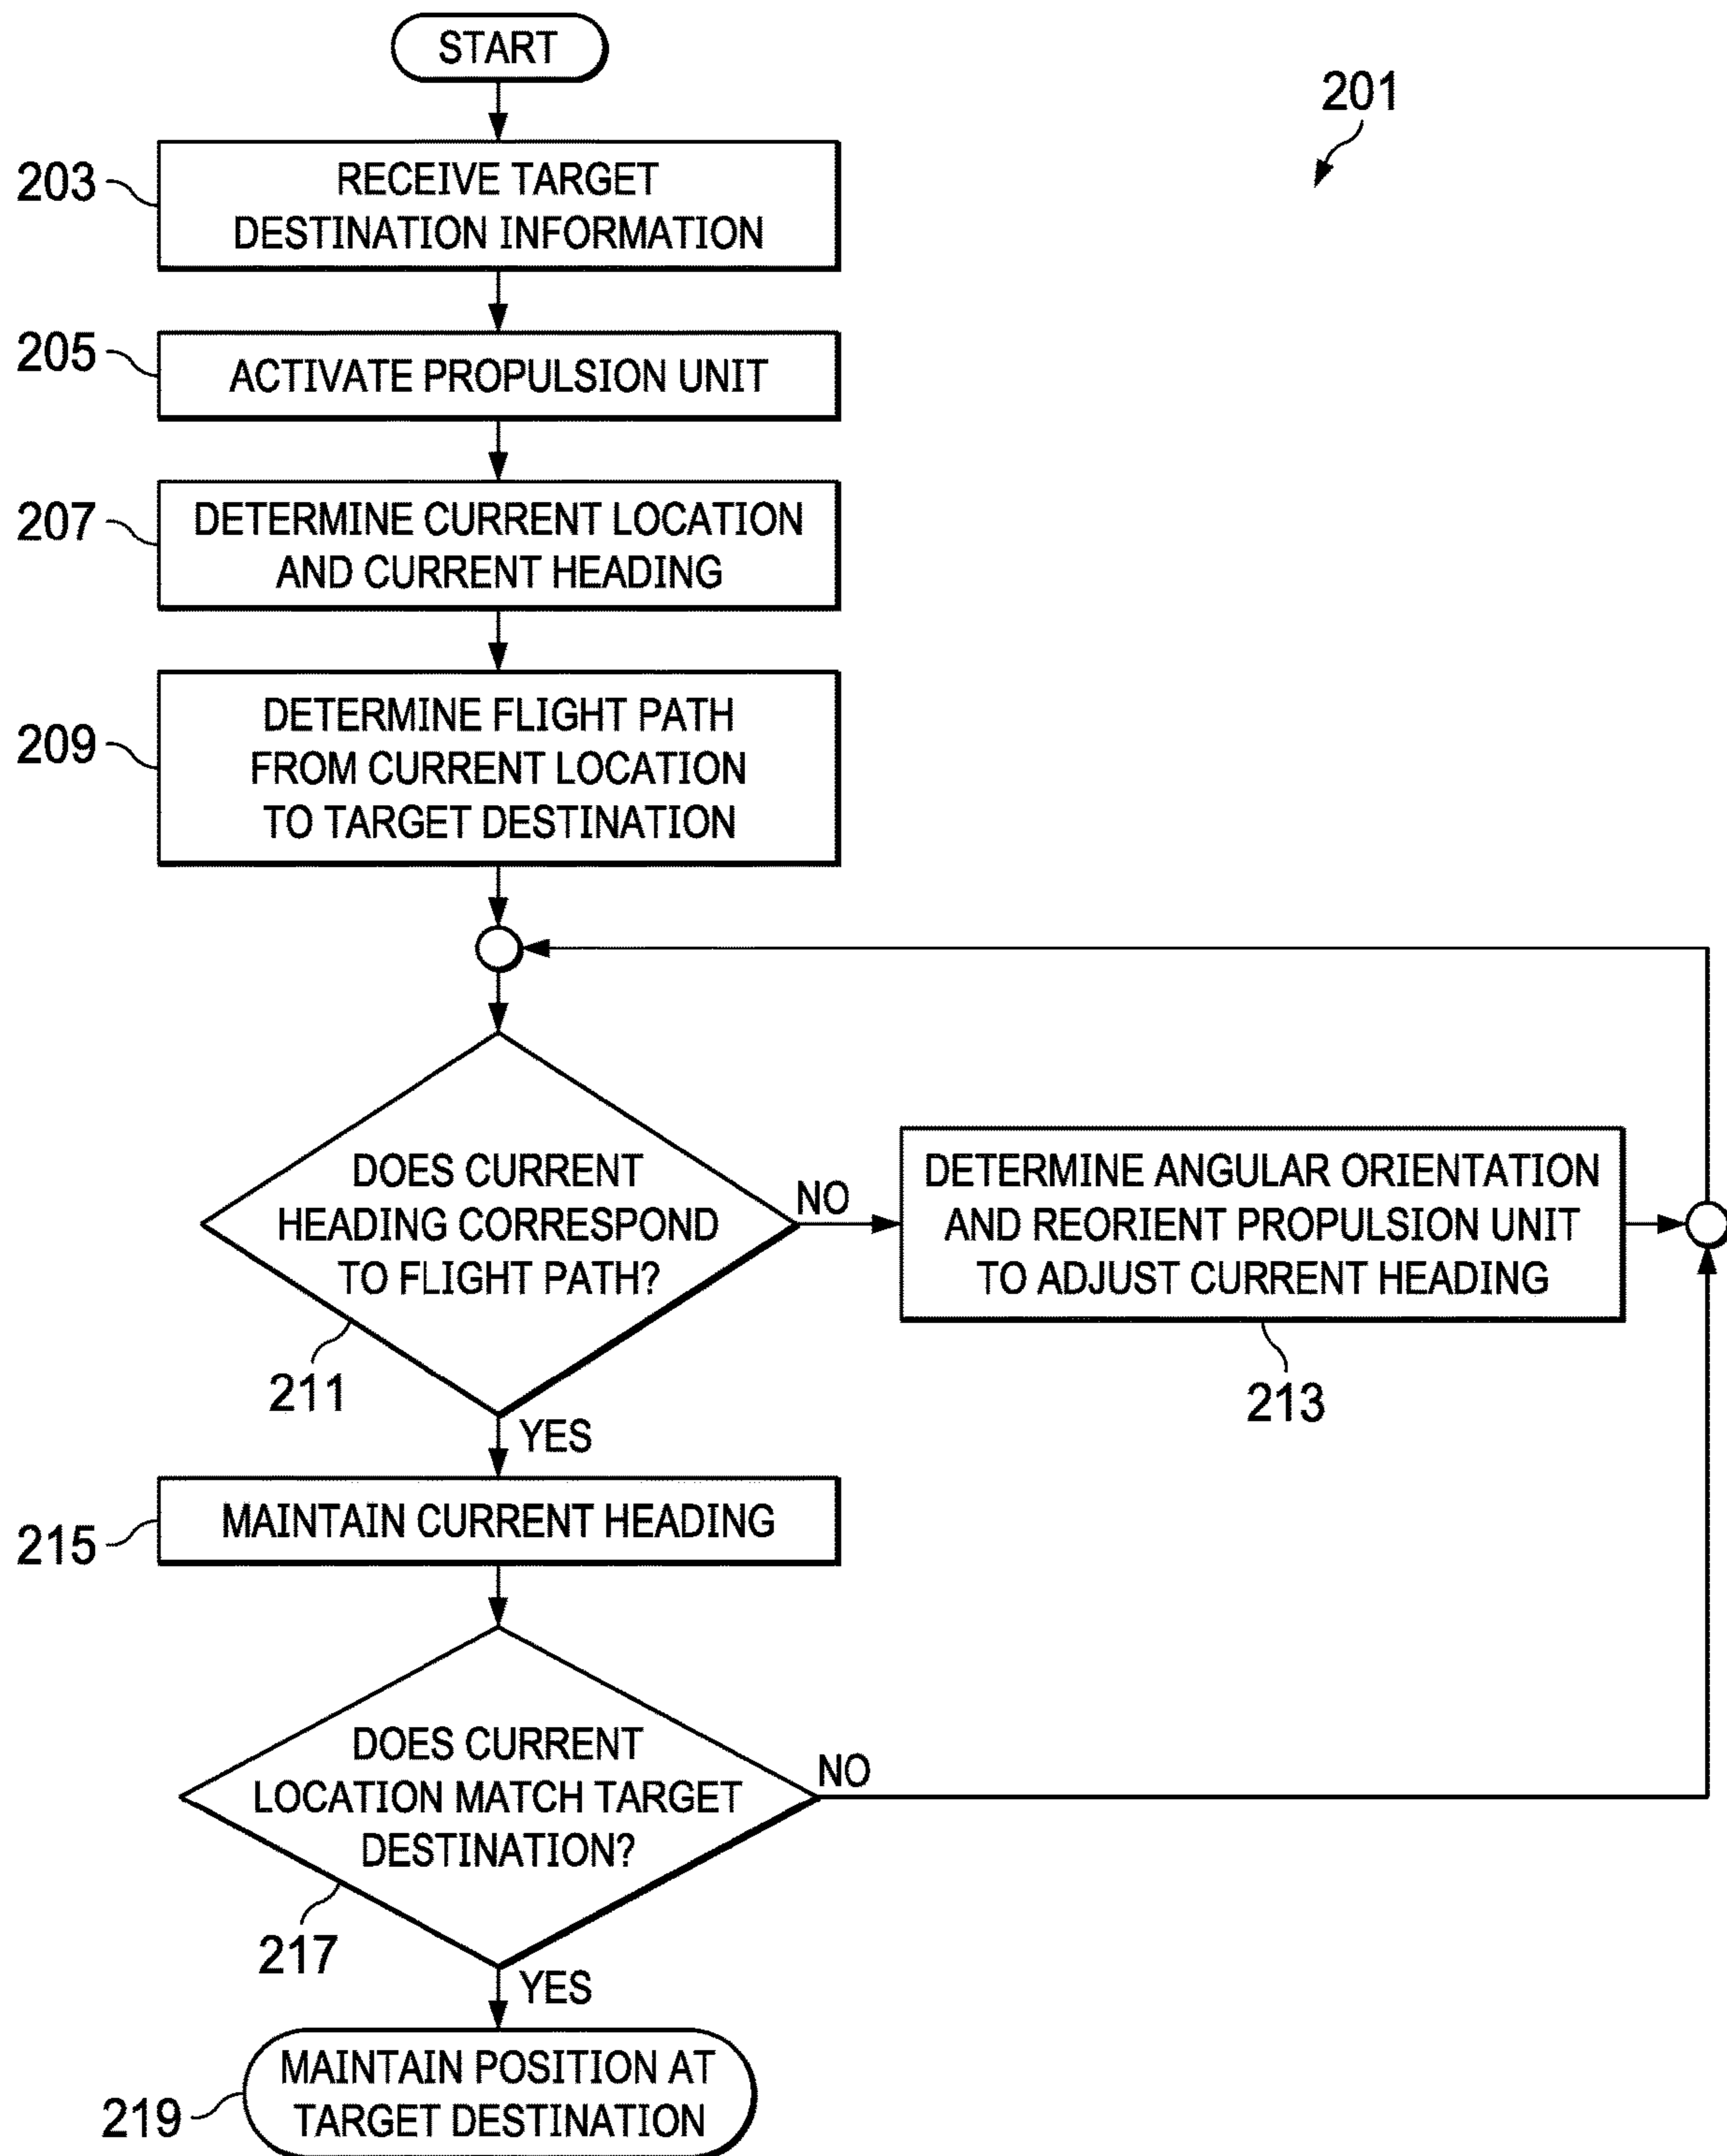 START
201
203
RECEIVE TARGET
DESTINATION INFORMATION
205
ACTIVATE PROPULSION UNIT
207
DETERMINE CURRENT LOCATION
AND CURRENT HEADING
209
DETERMINE FLIGHT PATH
FROM CURRENT LOCATION
TO TARGET DESTINATION
DOES CURRENT
HEADING CORRESPOND
TO FLIGHT PATH?
211
NO
DETERMINE ANGULAR ORIENTATION
AND REORIENT PROPULSION UNIT
TO ADJUST CURRENT HEADING
213
YES
215
MAINTAIN CURRENT HEADING
DOES CURRENT
LOCATION MATCH TARGET
DESTINATION?
217
NO
YES
219
MAINTAIN POSITION AT
TARGET DESTINATION